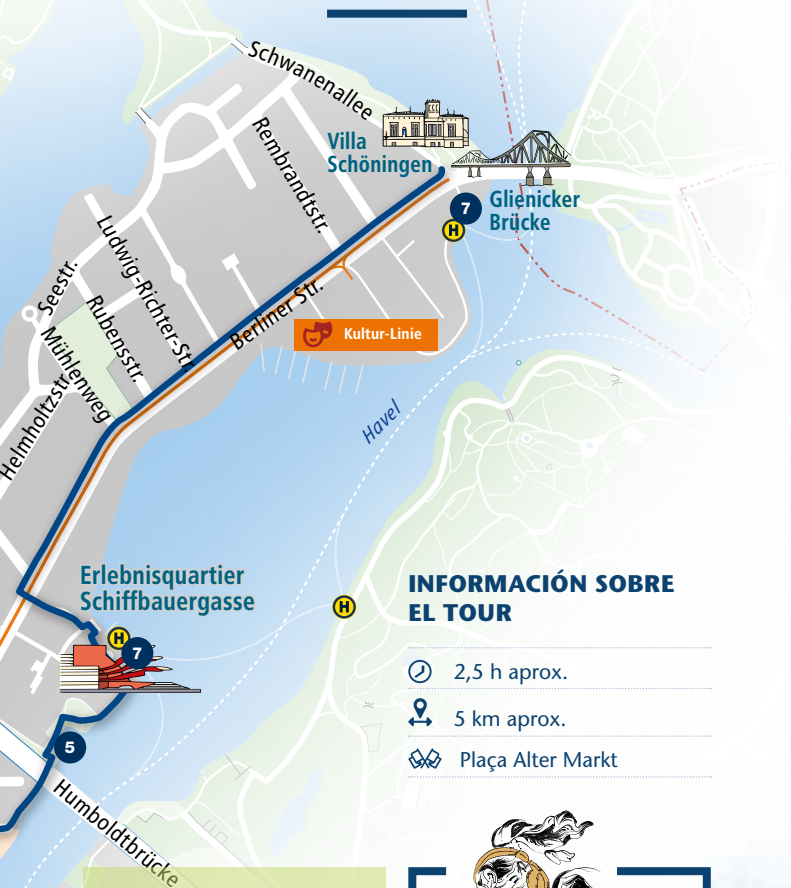 Schwanenallee
Rembrandtstr.
Villa
Schöningen
7
H
Glienicker
Brücke
Ludwig-Richter-Str.
Seestr.
Rubensstr.
Berliner Str.
Kultur-Linie
Mühlenweg
Helmholtzstr.
Havel
Erlebnisquartier
Schiffbauergasse
H
7
H
5
Humboldtbrücke
INFORMACIÓN SOBRE
EL TOUR
2,5 h aprox.
5 km aprox.
Plaça Alter Markt